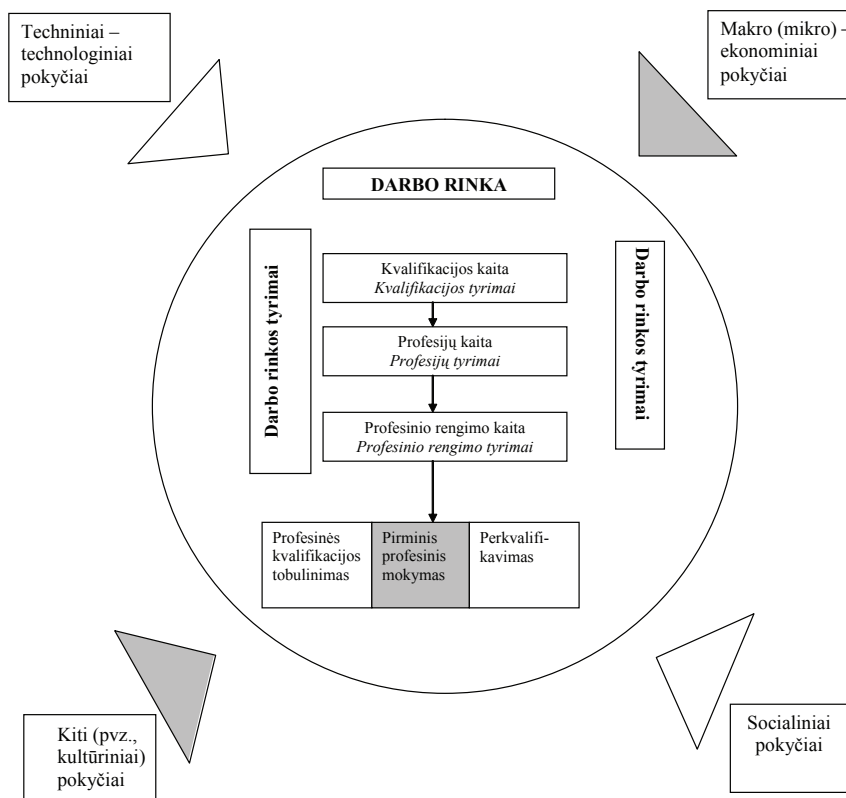 Techniniai –
technologiniai
pokyčiai
Makro (mikro) –
ekonominiai
pokyčiai
DARBO RINKA
Darbo rinkos tyrimai
Kvalifikacijos kaita
Kvalifikacijos tyrimai
Profesijų kaita
Profesijų tyrimai
Profesinio rengimo kaita
Profesinio rengimo tyrimai
Darbo rinkos tyrimai
Profesinės
kvalifikacijos
tobulinimas
Pirminis
profesinis
mokymas
Perkvalifi-
kavimas
Kiti (pvz.,
kultūriniai)
pokyčiai
Socialiniai
pokyčiai